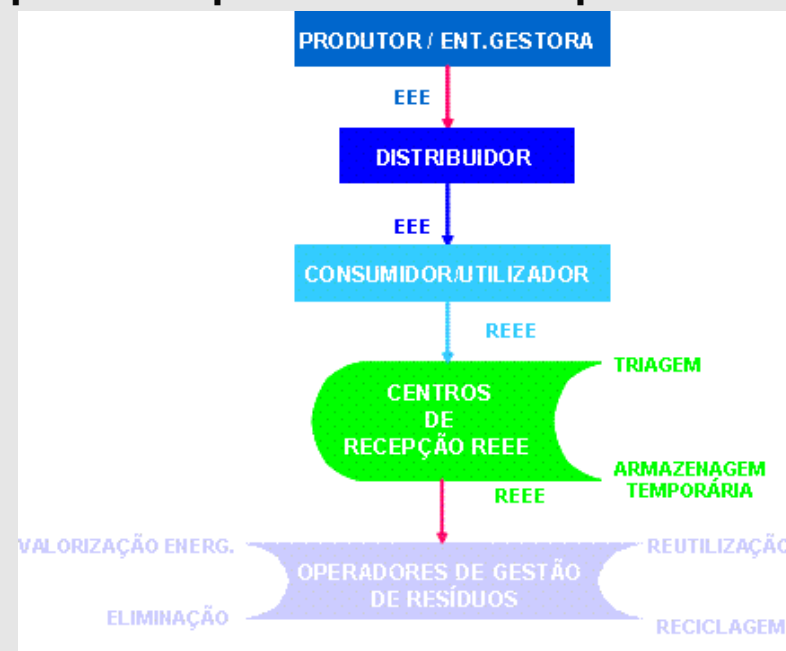 PRODUTOR / ENT.GESTORA
EEE
DISTRIBUIDOR
EEE
CONSUMIDOR/UTILIZADOR
REEE
TRIAGEM
CENTROS
DE
RECEPÇÃO REEE
ARMAZENAGEM
TEMPORÁRIA
REEE
VALORIZAÇÃO ENERG.
REUTILIZAÇÃO
OPERADORES DE GESTÃO
DE RESÍDUOS
ELIMINAÇÃO
RECICLAGEM